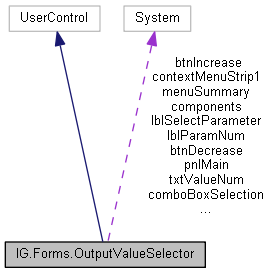 UserControl
System
btnIncrease
contextMenuStrip1
menuSummary
components
lblSelectParameter
lblParamNum
btnDecrease
pnlMain
txtValueNum
comboBoxSelection
...
IG.Forms.OutputValueSelector